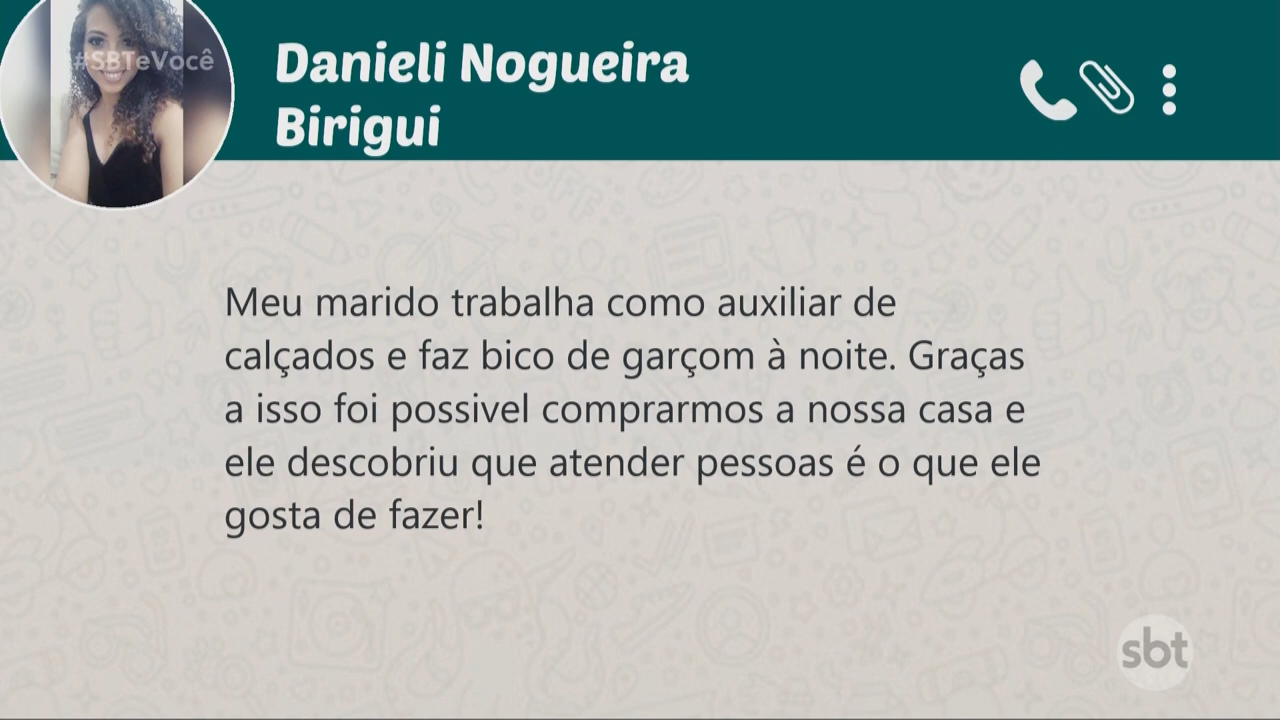 #SBTeVocê
Danieli Nogueira
Birigui
Meu marido trabalha como auxiliar de
calçados e faz bico de garçom à noite. Graças
a isso foi possivel comprarmos a nossa casa e
ele descobriu que atender pessoas é o que ele
gosta de fazer!
sbt